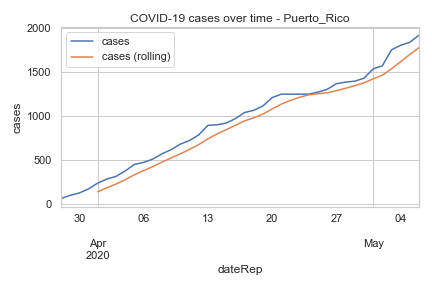 COVID-19 cases over time - Puerto_Rico
2000
cases
cases (rolling)
1500
1000
500
0
cases
30 06 13 20 27 04
Apr May
2020
dateRep